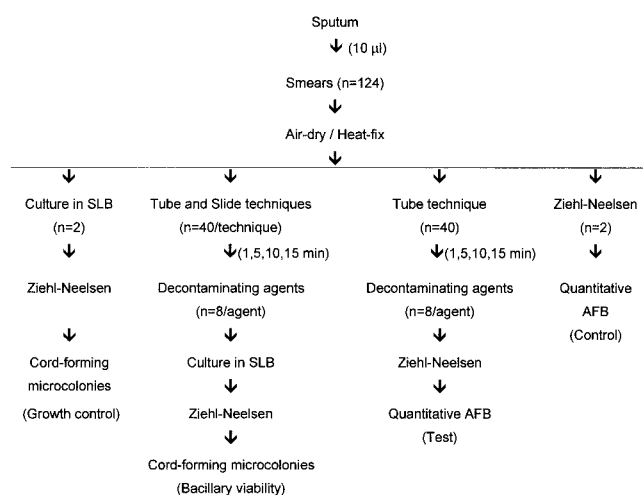 Sputum
(10 µl)
Smears (n=124)
Air-dry / Heat-fix
Culture in SLB
(n=2)
Ziehl-Neelsen
Cord-forming
microcolonies
(Growth control)
Tube and Slide techniques
(n=40/technique)
(1,5,10,15 min)
Decontaminating agents
(n=8/agent)
Culture in SLB
Ziehl-Neelsen
Cord-forming microcolonies
(Bacillary viability)
Tube technique
(n=40)
(1,5,10,15 min)
Decontaminating agents
(n=8/agent)
Ziehl-Neelsen
Quantitative AFB
(Test)
Ziehl-Neelsen
(n=2)
Quantitative
AFB
(Control)